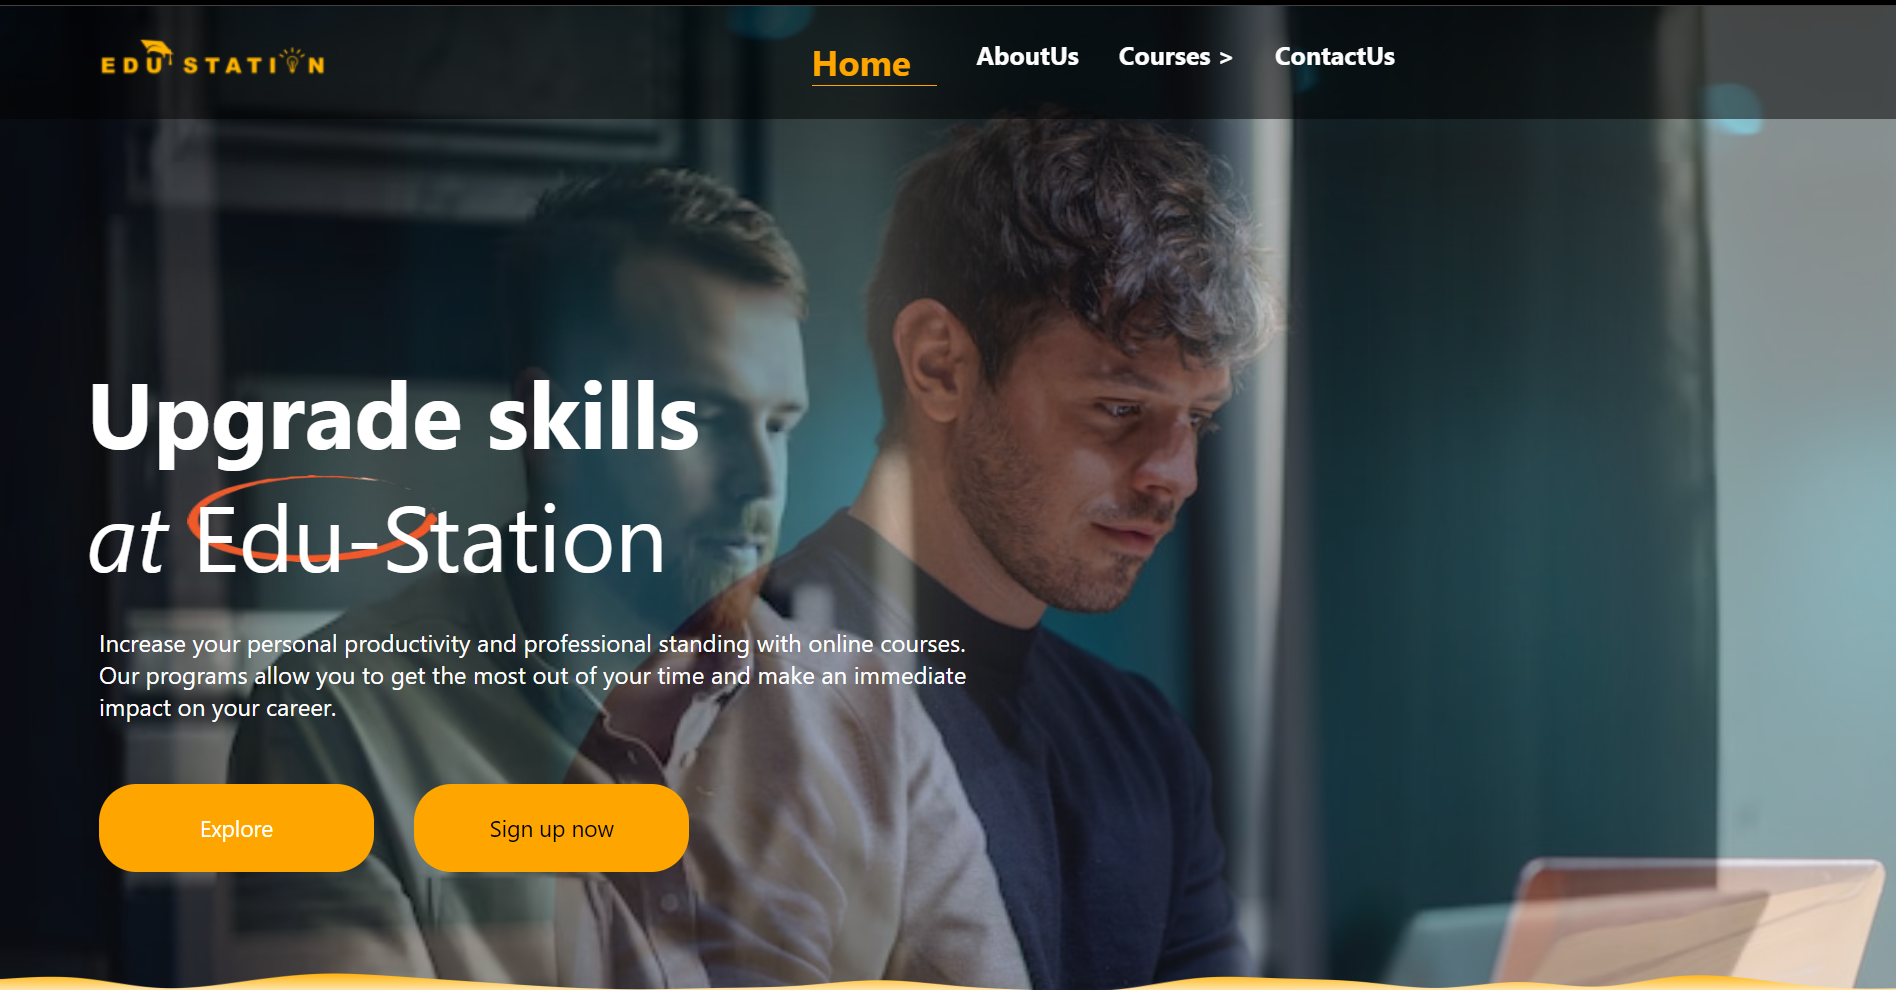 EDU STATION
Home
AboutUs
Courses >
ContactUs
Upgrade skills
at Edu-Station
Increase your personal productivity and professional standing with online courses.
Our programs allow you to get the most out of your time and make an immediate
impact on your career.
Explore
Sign up now